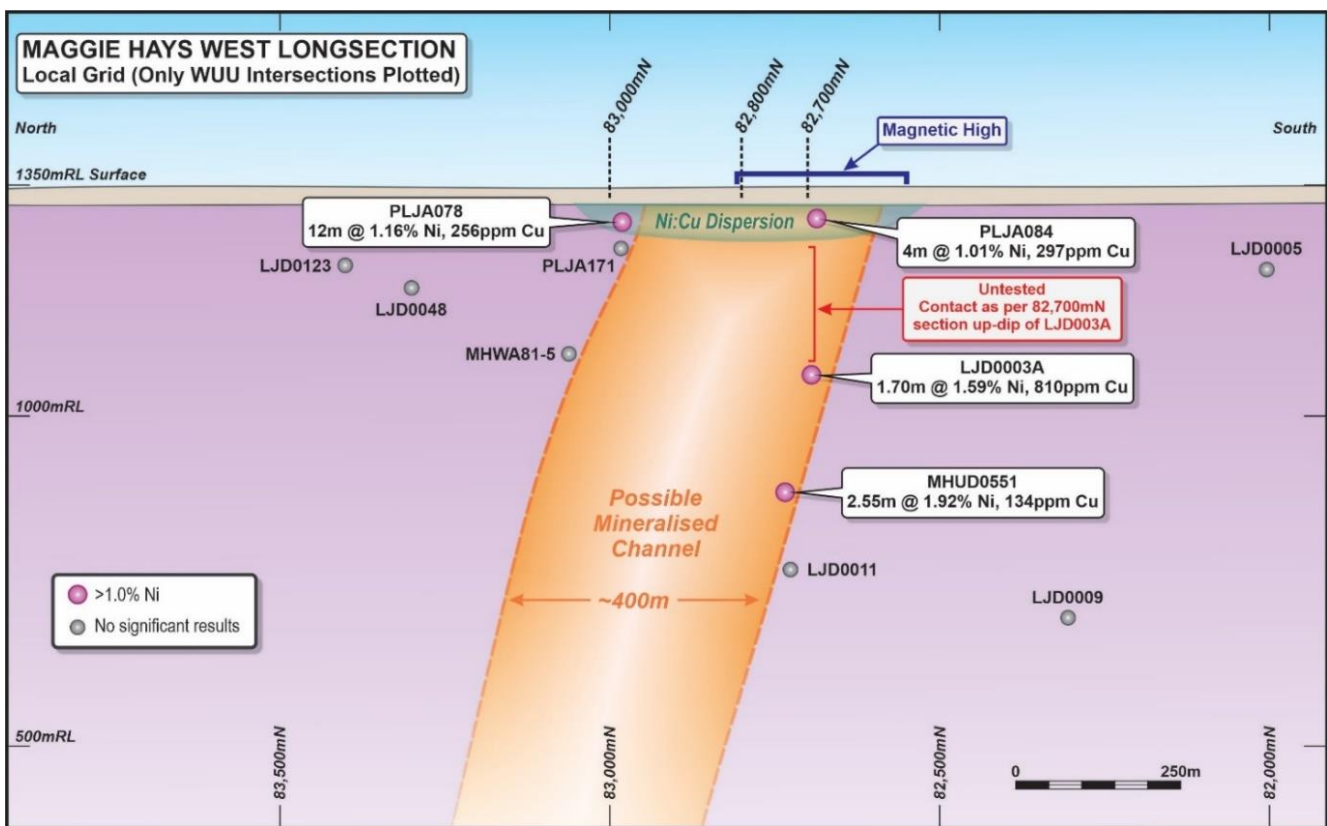 MAGGIE HAYS WEST LONGSECTION
Local Grid (Only WUU Intersections Plotted)
83,000mN
82,800mN
82,700mN
North
South
Magnetic High
1350mRL Surface
PLJA078
12m @ 1.16% Ni, 256ppm Cu
Ni:Cu Dispersion
PLJA084
4m @ 1.01% Ni, 297ppm Cu
LJD0123
PLJA171
LJD0005
LJD0048
Untested
Contact as per 82,700mN
section up-dip of LJD003A
MHWA81-5
LJD0003A
1.70m @ 1.59% Ni, 810ppm Cu
1000mRL
MHUD0551
2.55m @ 1.92% Ni, 134ppm Cu
Possible
Mineralised
Channel
LJD0011
>1.0% Ni
No significant results
~400m
LJD0009
500mRL
83,500mN
83,000mN
82,500mN
82,000mN
0
250m